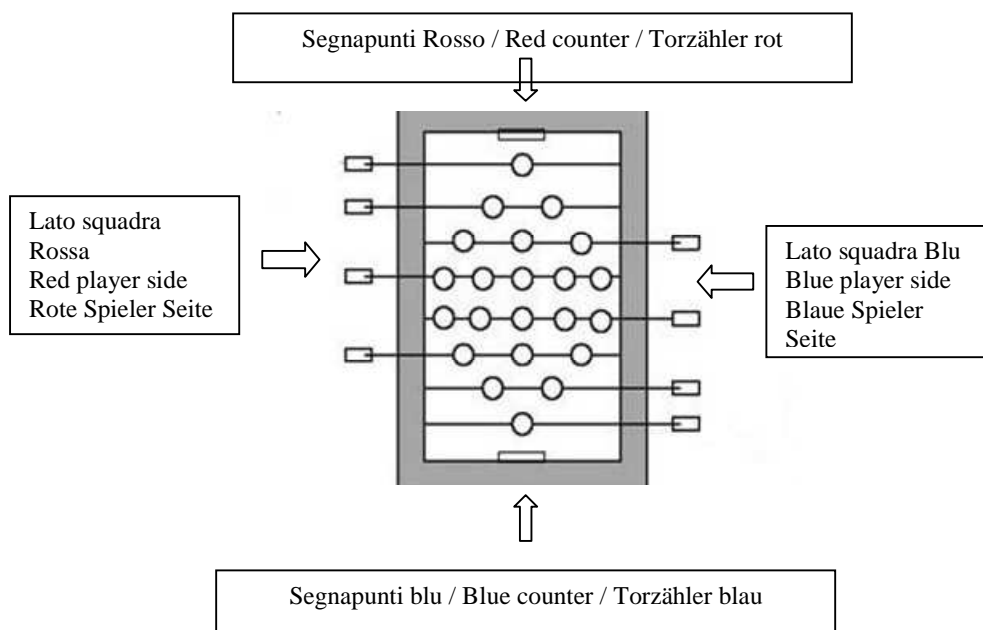 Segnapunti Rosso / Red counter / Torzähler rot
Lato squadra
Rossa
Red player side
Rote Spieler Seite
Lato squadra Blu
Blue player side
Blaue Spieler
Seite
Segnapunti blu / Blue counter / Torzähler blau